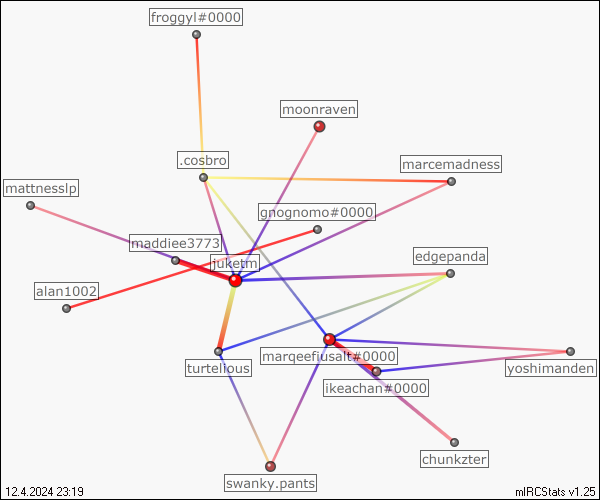 froggyl#0000
moonraven
.cosbro
marcemadness
mattnesslp
gnognomo#0000
maddiee3773
juketm
edgepanda
alan1002
marqeefiusalt#0000
turtelious
yoshimanden
ikeachan#0000
chunkzter
swanky.pants
12.4.2024 23:19
mIRCStats v1.25